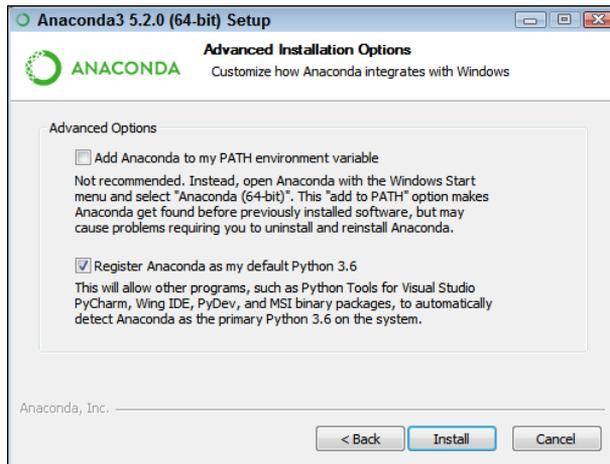 Anaconda3 5.2.0 (64-bit) Setup
ANACONDA
Advanced Installation Options
Customize how Anaconda integrates with Windows
Advanced Options
Add Anaconda to my PATH environment variable
Not recommended. Instead, open Anaconda with the Windows Start
menu and select "Anaconda (64-bit)". This "add to PATH" option makes
Anaconda get found before previously installed software, but may
cause problems requiring you to uninstall and reinstall Anaconda.
Register Anaconda as my default Python 3.6
This will allow other programs, such as Python Tools for Visual Studio
PyCharm, Wing IDE, PyDev, and MSI binary packages, to automatically
detect Anaconda as the primary Python 3.6 on the system.
Anaconda, Inc.
< Back
Install
Cancel